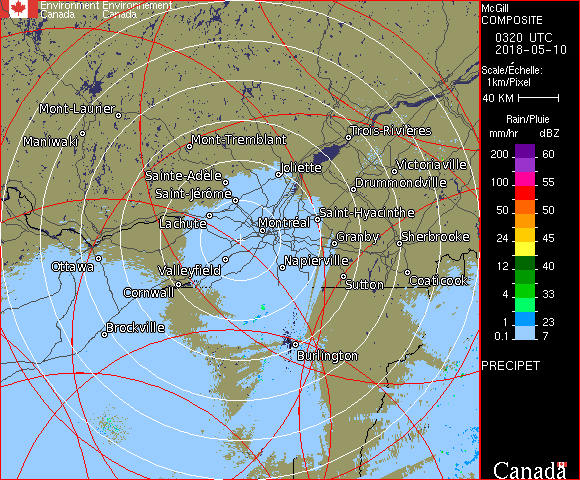 Environment Environnement
Canada Canada
McGill
COMPOSITE
0320 UTC
2018-05-10
Scale/Échelle:
1km/Pixel
40 KM
Rain/Pluie
mm/hr dBZ
200 60
100 55
50 50
24 45
12 40
4 33
1 23
0.1 7
PRECIPET
Canada
Mont-Laurier
Maniwaki
Mont-Tremblant
Trois-Rivières
Sainte-Adèle
Joliette
Victoriaville
Saint-Jérôme
Drummondville
Lachute
Montréal
Saint-Hyacinthe
Granby
Sherbrooke
Ottawa
Valleyfield
Napierville
Cornwall
Sutton
Coaticook
Brockville
Burlington